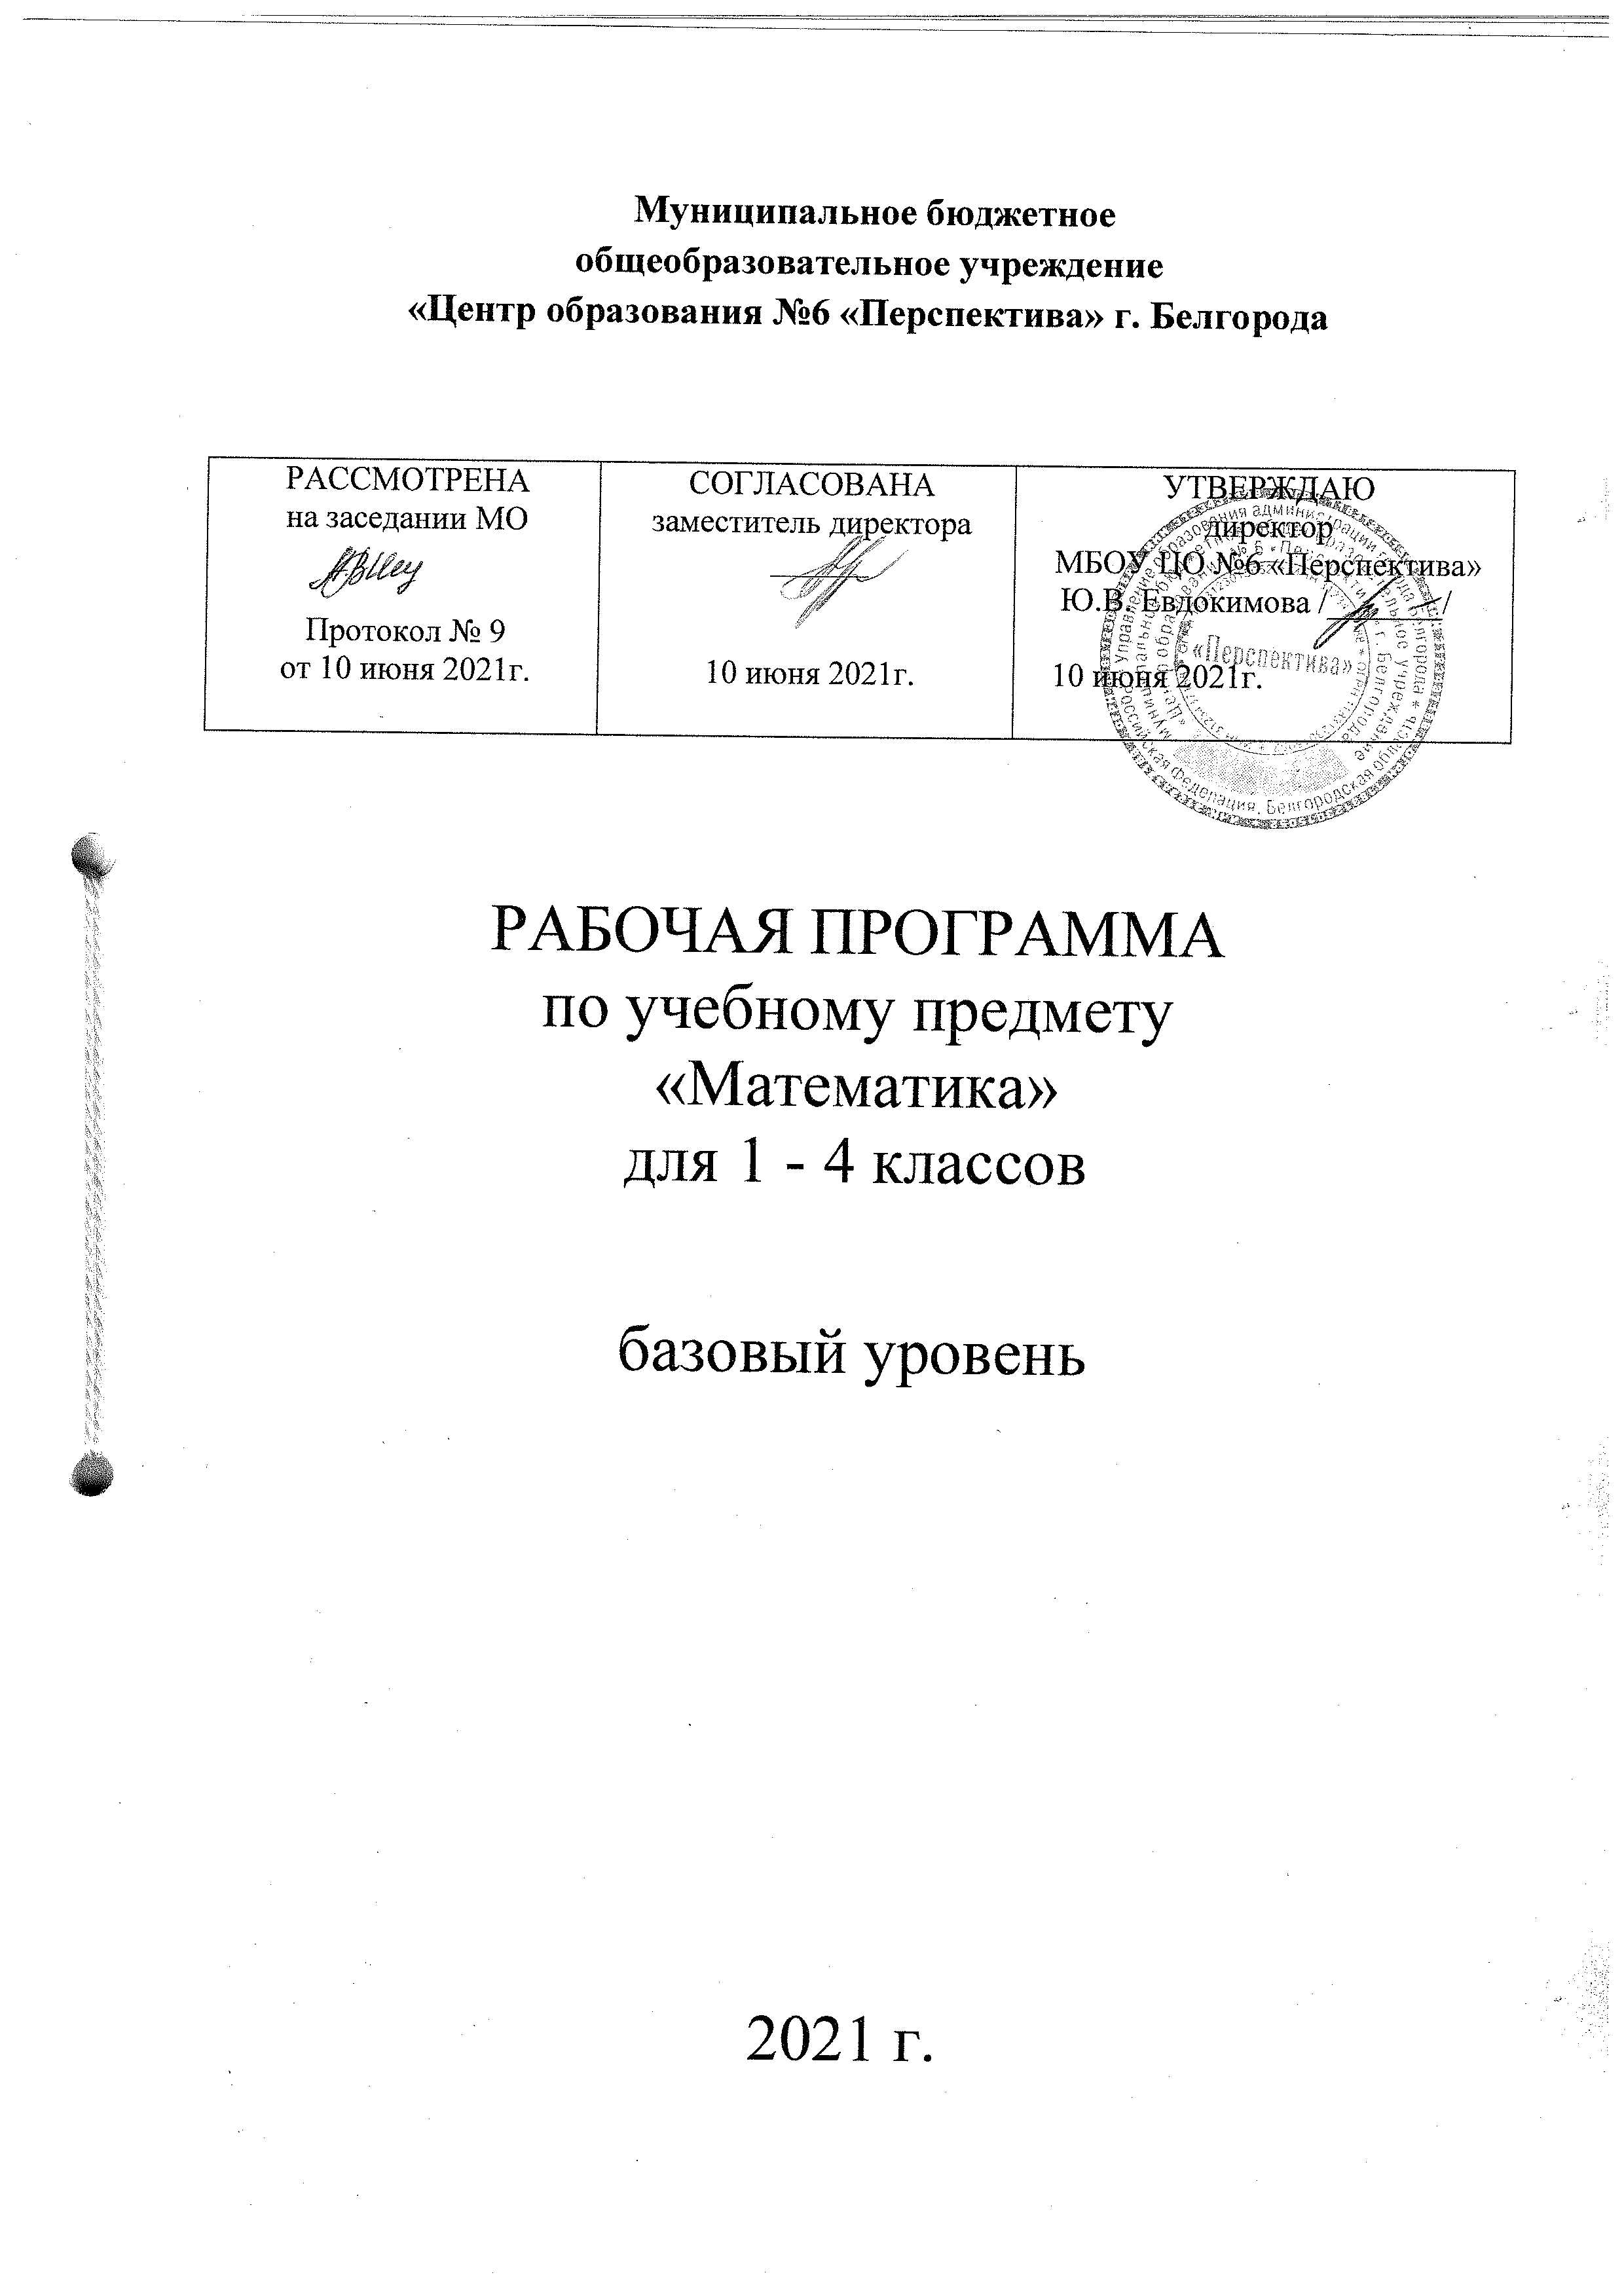 Муниципальное бюджетное
общеобразовательное учреждение
«Центр образования №6 «Перспектива» г. Белгорода
РАССМОТРЕНА
на заседании МО
Протокол № 9
от 10 июня 2021г.
СОГЛАСОВАНА
заместитель директора
10 июня 2021г.
УТВЕРЖДАЮ
директор
МБОУ ЦО №6 «Перспектива»
Ю.В. Евдокимова / /
10 июня 2021г.
«Перспектива»
РАБОЧАЯ ПРОГРАММА
по учебному предмету
«Математика»
для 1 - 4 классов
базовый уровень
2021 г.